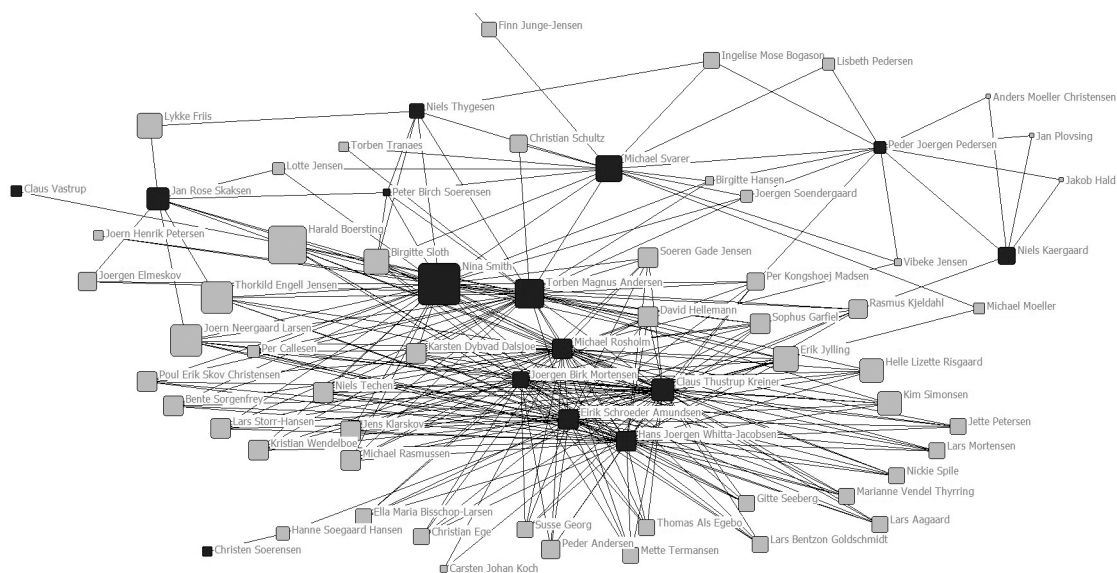 Finn Junge-Jensen
Ingelise Mose Bogason
Lisbeth Pedersen
Anders Moeller Christensen
Niels Thygesen
Lykke Friis
Jan Plovsing
Christian Schultz
Torben Tranaes
Peder Joergen Pedersen
Michael Svarer
Lotte Jensen
Birgitte Hansen
Jakob Hald
Claus Vastrup
Jan Rose Skaksen
Peter Birch Soerensen
Joergen Soendergaard
Harald Boersting
Joern Henrik Petersen
Birgitte Sloth
Niels Kaergaard
Soeren Gade Jensen
Nina Smith
Vibeke Jensen
Joergen Elmeskov
Per Kongshoej Madsen
Thorkild Engell Jensen
Torben Magnus Andersen
Rasmus Kjeldahl
Michael Moeller
David Hellemann
Sophus Garfiel
Joern Neergaard Larsen
Michael Rosholm
Karsten Dybvad Dalsjoe
Per Callesen
Erik Jylling
Helle Lizette Risgaard
Joergen Birk Mortensen
Poul Erik Skov Christensen
Claus Thustrup Kreiner
Niels Techen
Kim Simonsen
Bente Sorgenfrey
Eirik Schroeder Amundsen
Lars Storr-Hansen
Jens Klarskov
Jette Petersen
Hans Joergen Whitta-Jacobsen
Kristian Wendelboe
Lars Mortensen
Michael Rasmussen
Nickie Spile
Marianne Vendel Thyrring
Gitte Seeberg
Ella Maria Bisschop-Larsen
Lars Aagaard
Thomas Als Egebo
Susse Georg
Hanne Soegaard Hansen
Christian Ege
Lars Bentzon Goldschmidt
Christen Soerensen
Peder Andersen
Mette Termansen
Carsten Johan Koch